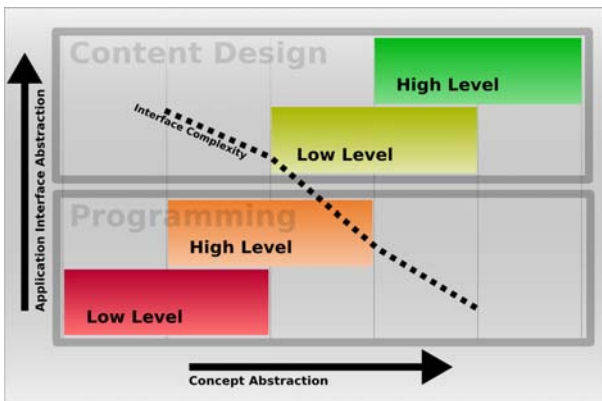 Content Design
High Level
Interface Complexity
Low Level
Programming
High Level
Low Level
Application Interface Abstraction
Concept Abstraction